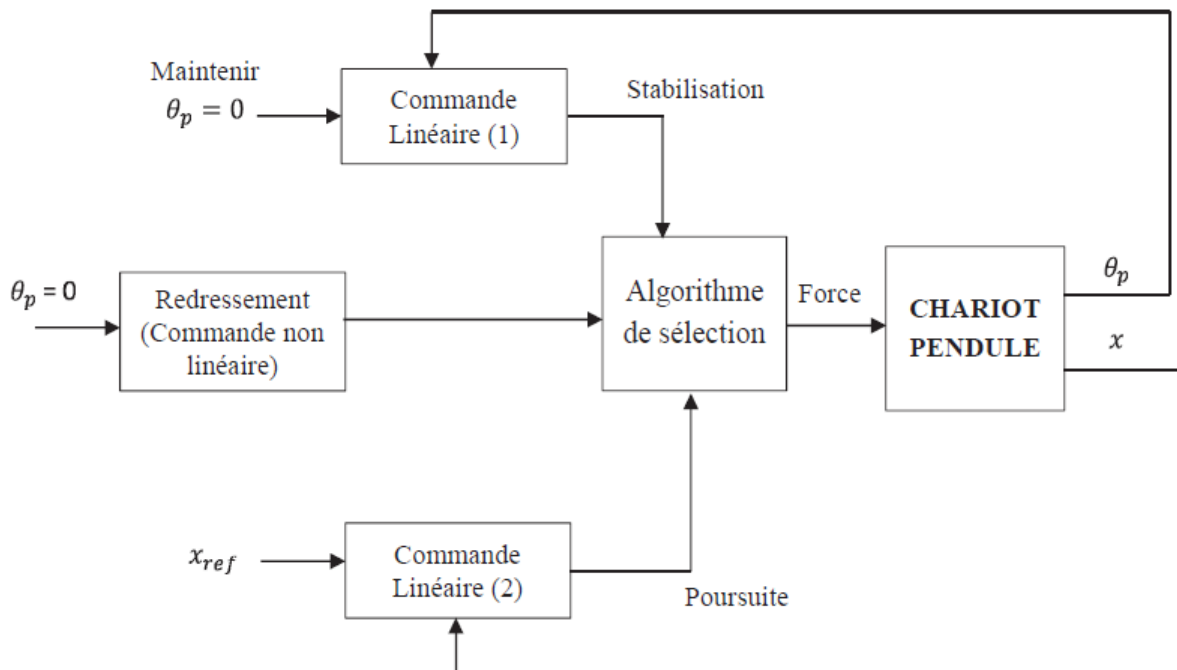 Maintenir
θp = 0
Commande
Linéaire (1)
Stabilisation
θp = 0
Redressement
(Commande non
linéaire)
Algorithme
de sélection
Force
CHARIOT
PENDULE
θp
x
xref
Commande
Linéaire (2)
Poursuite